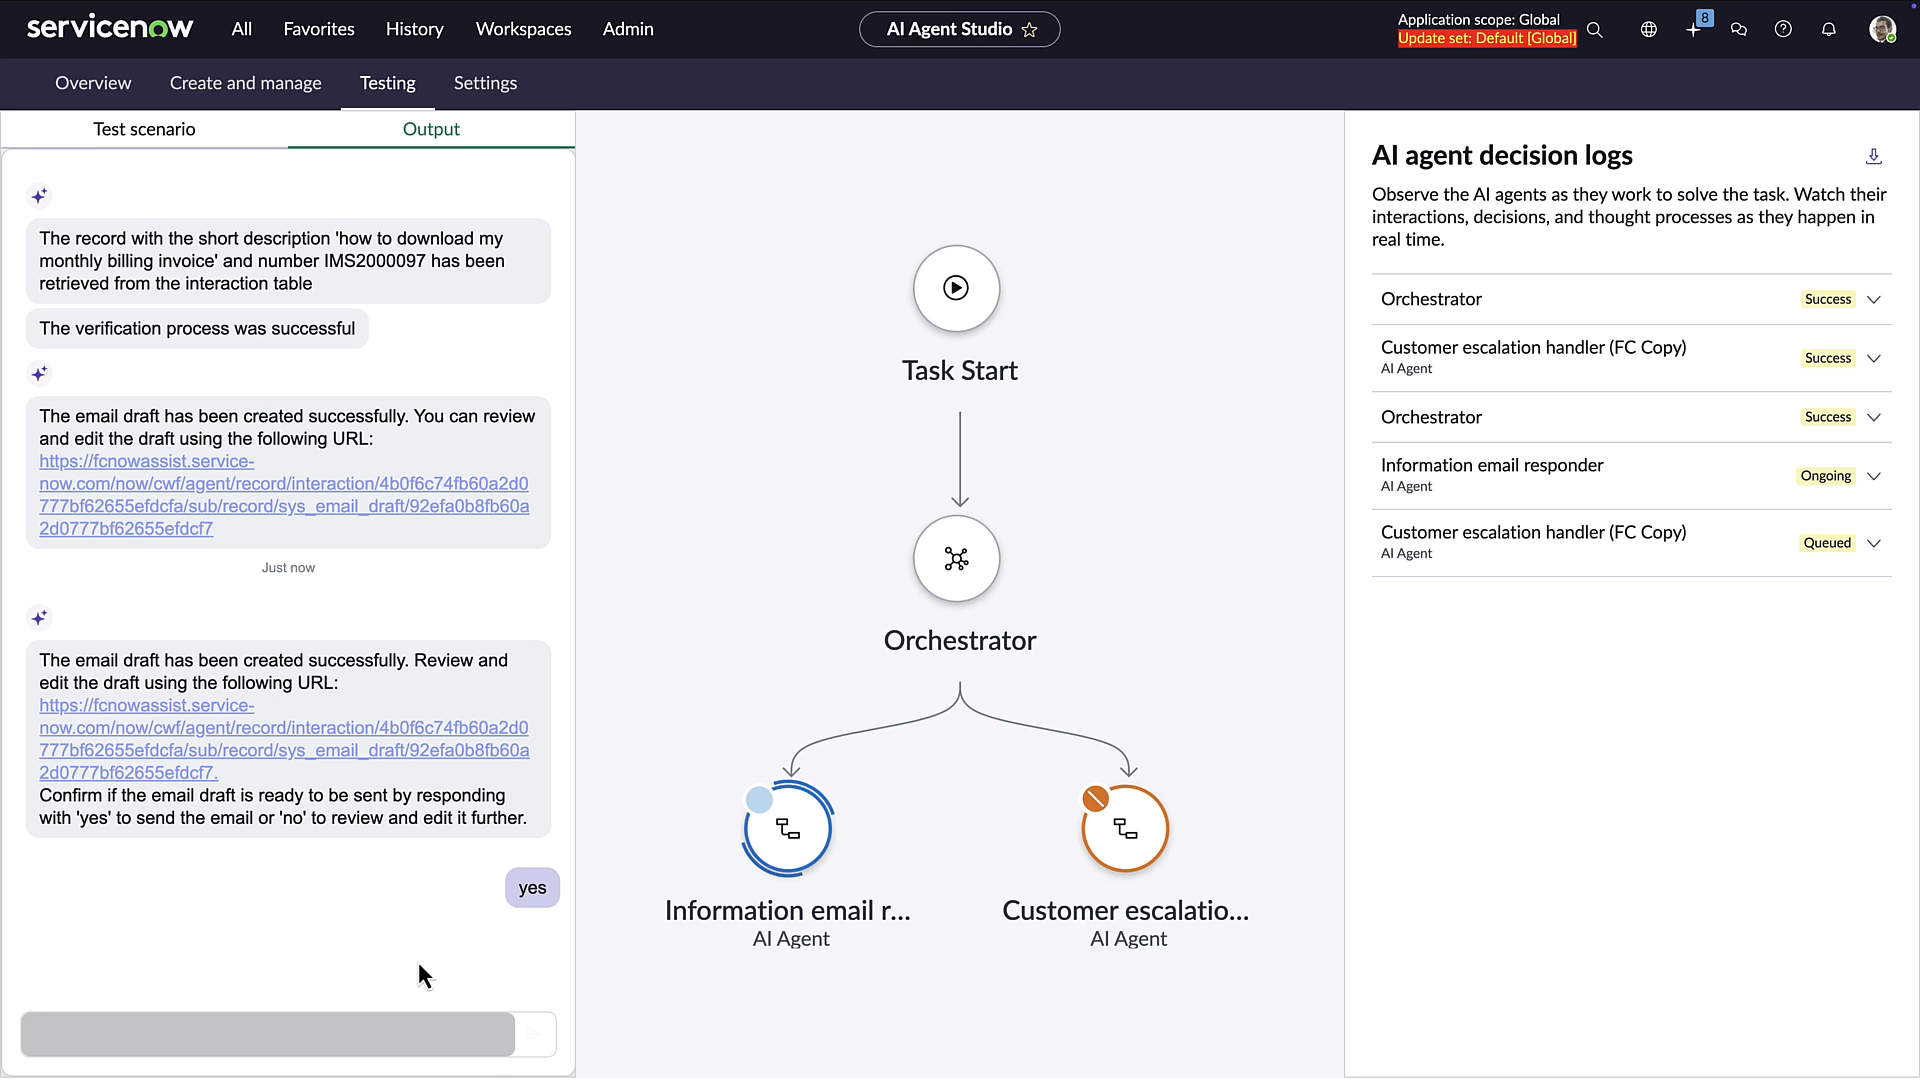 servicenow
All
Favorites
History
Workspaces
Admin
AI Agent Studio
Application scope: Global
Update set: Default [Global]
8
Overview
Create and manage
Testing
Settings
Test scenario
Output
The record with the short description 'how to download my
monthly billing invoice' and number IMS2000097 has been
retrieved from the interaction table
The verification process was successful
The email draft has been created successfully. You can review
and edit the draft using the following URL:
https://fcnowassist.service-
now.com/now/cwf/agent/record/interaction/4b0f6c74fb60a2d0
777bf62655efdcfa/sub/record/sys_email_draft/92efa0b8fb60a
2d0777bf62655efdcf7
Just now
The email draft has been created successfully. Review and
edit the draft using the following URL:
https://fcnowassist.service-
now.com/now/cwf/agent/record/interaction/4b0f6c74fb60a2d0
777bf62655efdcfa/sub/record/sys_email_draft/92efa0b8fb60a
2d0777bf62655efdcf7.
Confirm if the email draft is ready to be sent by responding
with 'yes' to send the email or 'no' to review and edit it further.
yes
Task Start
Orchestrator
Information email r...
AI Agent
Customer escalatio...
AI Agent
AI agent decision logs
Observe the AI agents as they work to solve the task. Watch their
interactions, decisions, and thought processes as they happen in
real time.
Orchestrator
Success
Customer escalation handler (FC Copy)
AI Agent
Success
Orchestrator
Success
Information email responder
AI Agent
Ongoing
Customer escalation handler (FC Copy)
AI Agent
Queued